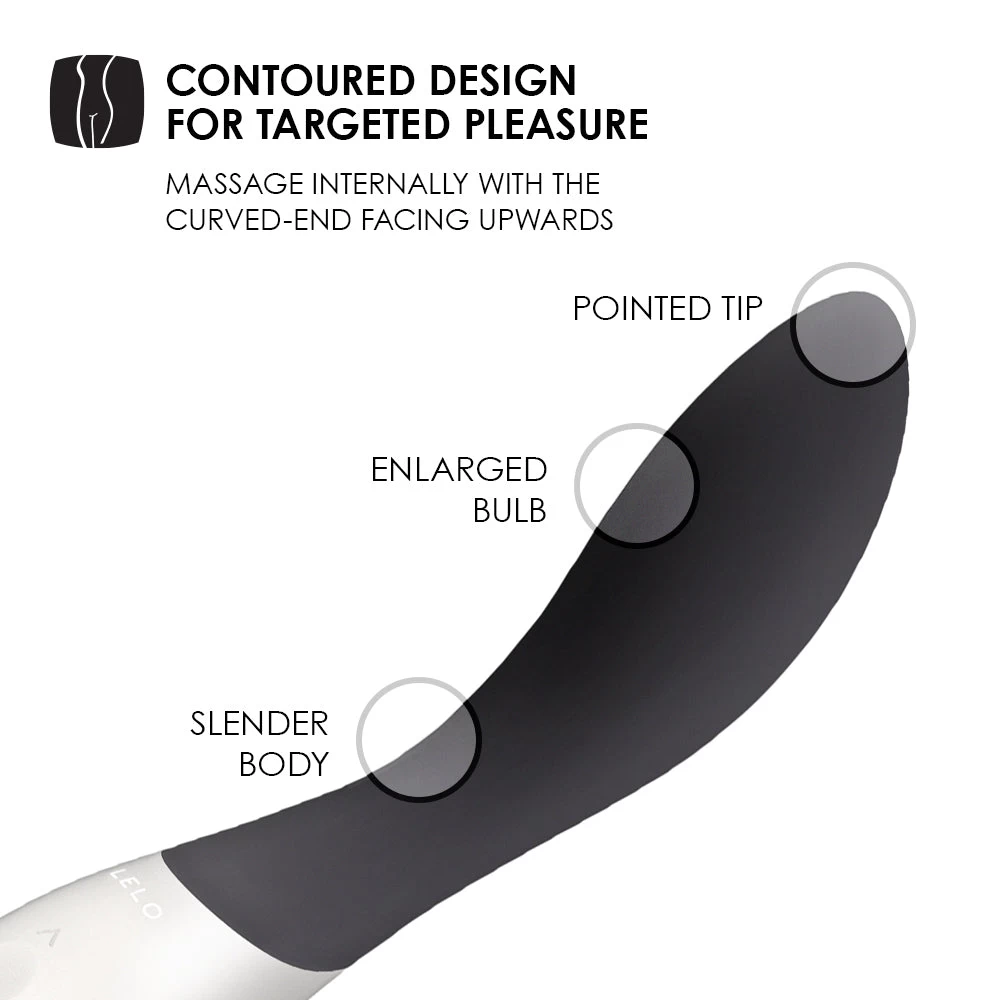 CONTOURED DESIGN
FOR TARGETED PLEASURE
MASSAGE INTERNALLY WITH THE
CURVED-END FACING UPWARDS
POINTED TIP
ENLARGED
BULB
SLENDER
BODY
LELO